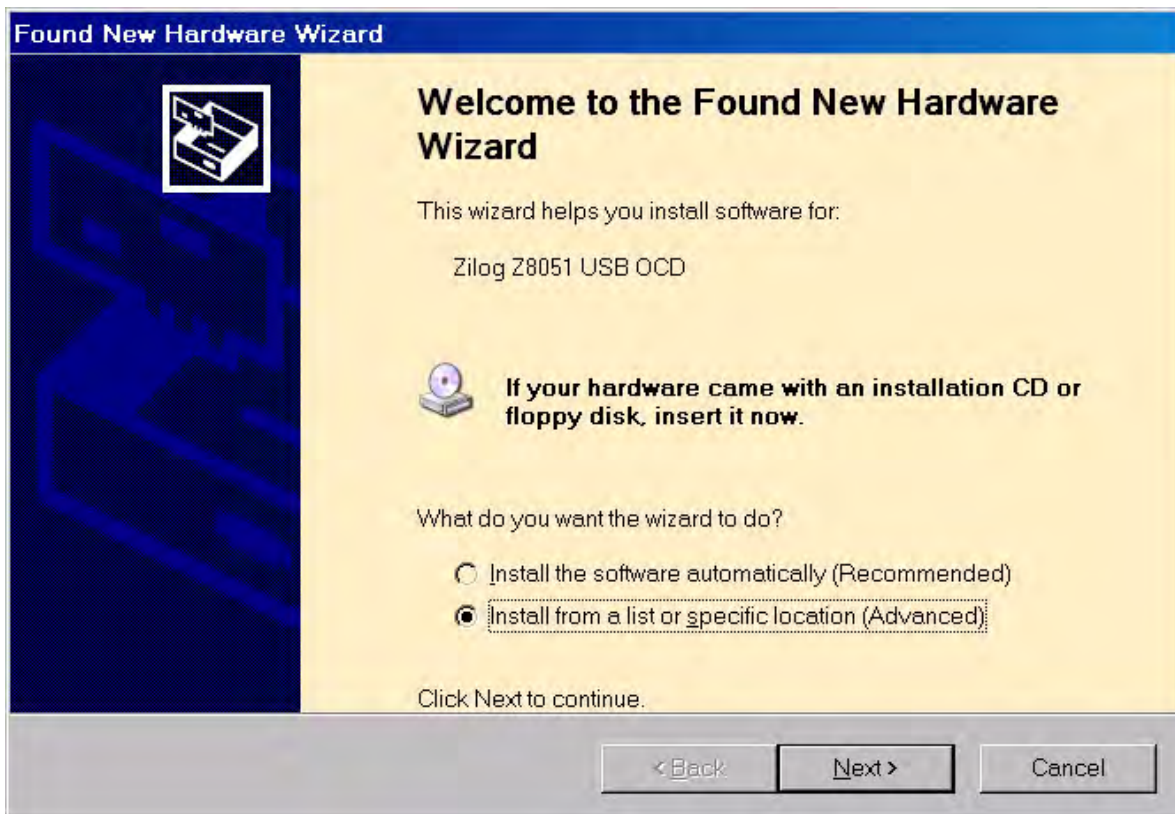 Found New Hardware Wizard
Welcome to the Found New Hardware
Wizard
This wizard helps you install software for:
Zilog Z8051 USB OCD
If your hardware came with an installation CD or
floppy disk, insert it now.
What do you want the wizard to do?
Install the software automatically (Recommended)
Install from a list or specific location (Advanced)
Click Next to continue.
< Back
Next >
Cancel